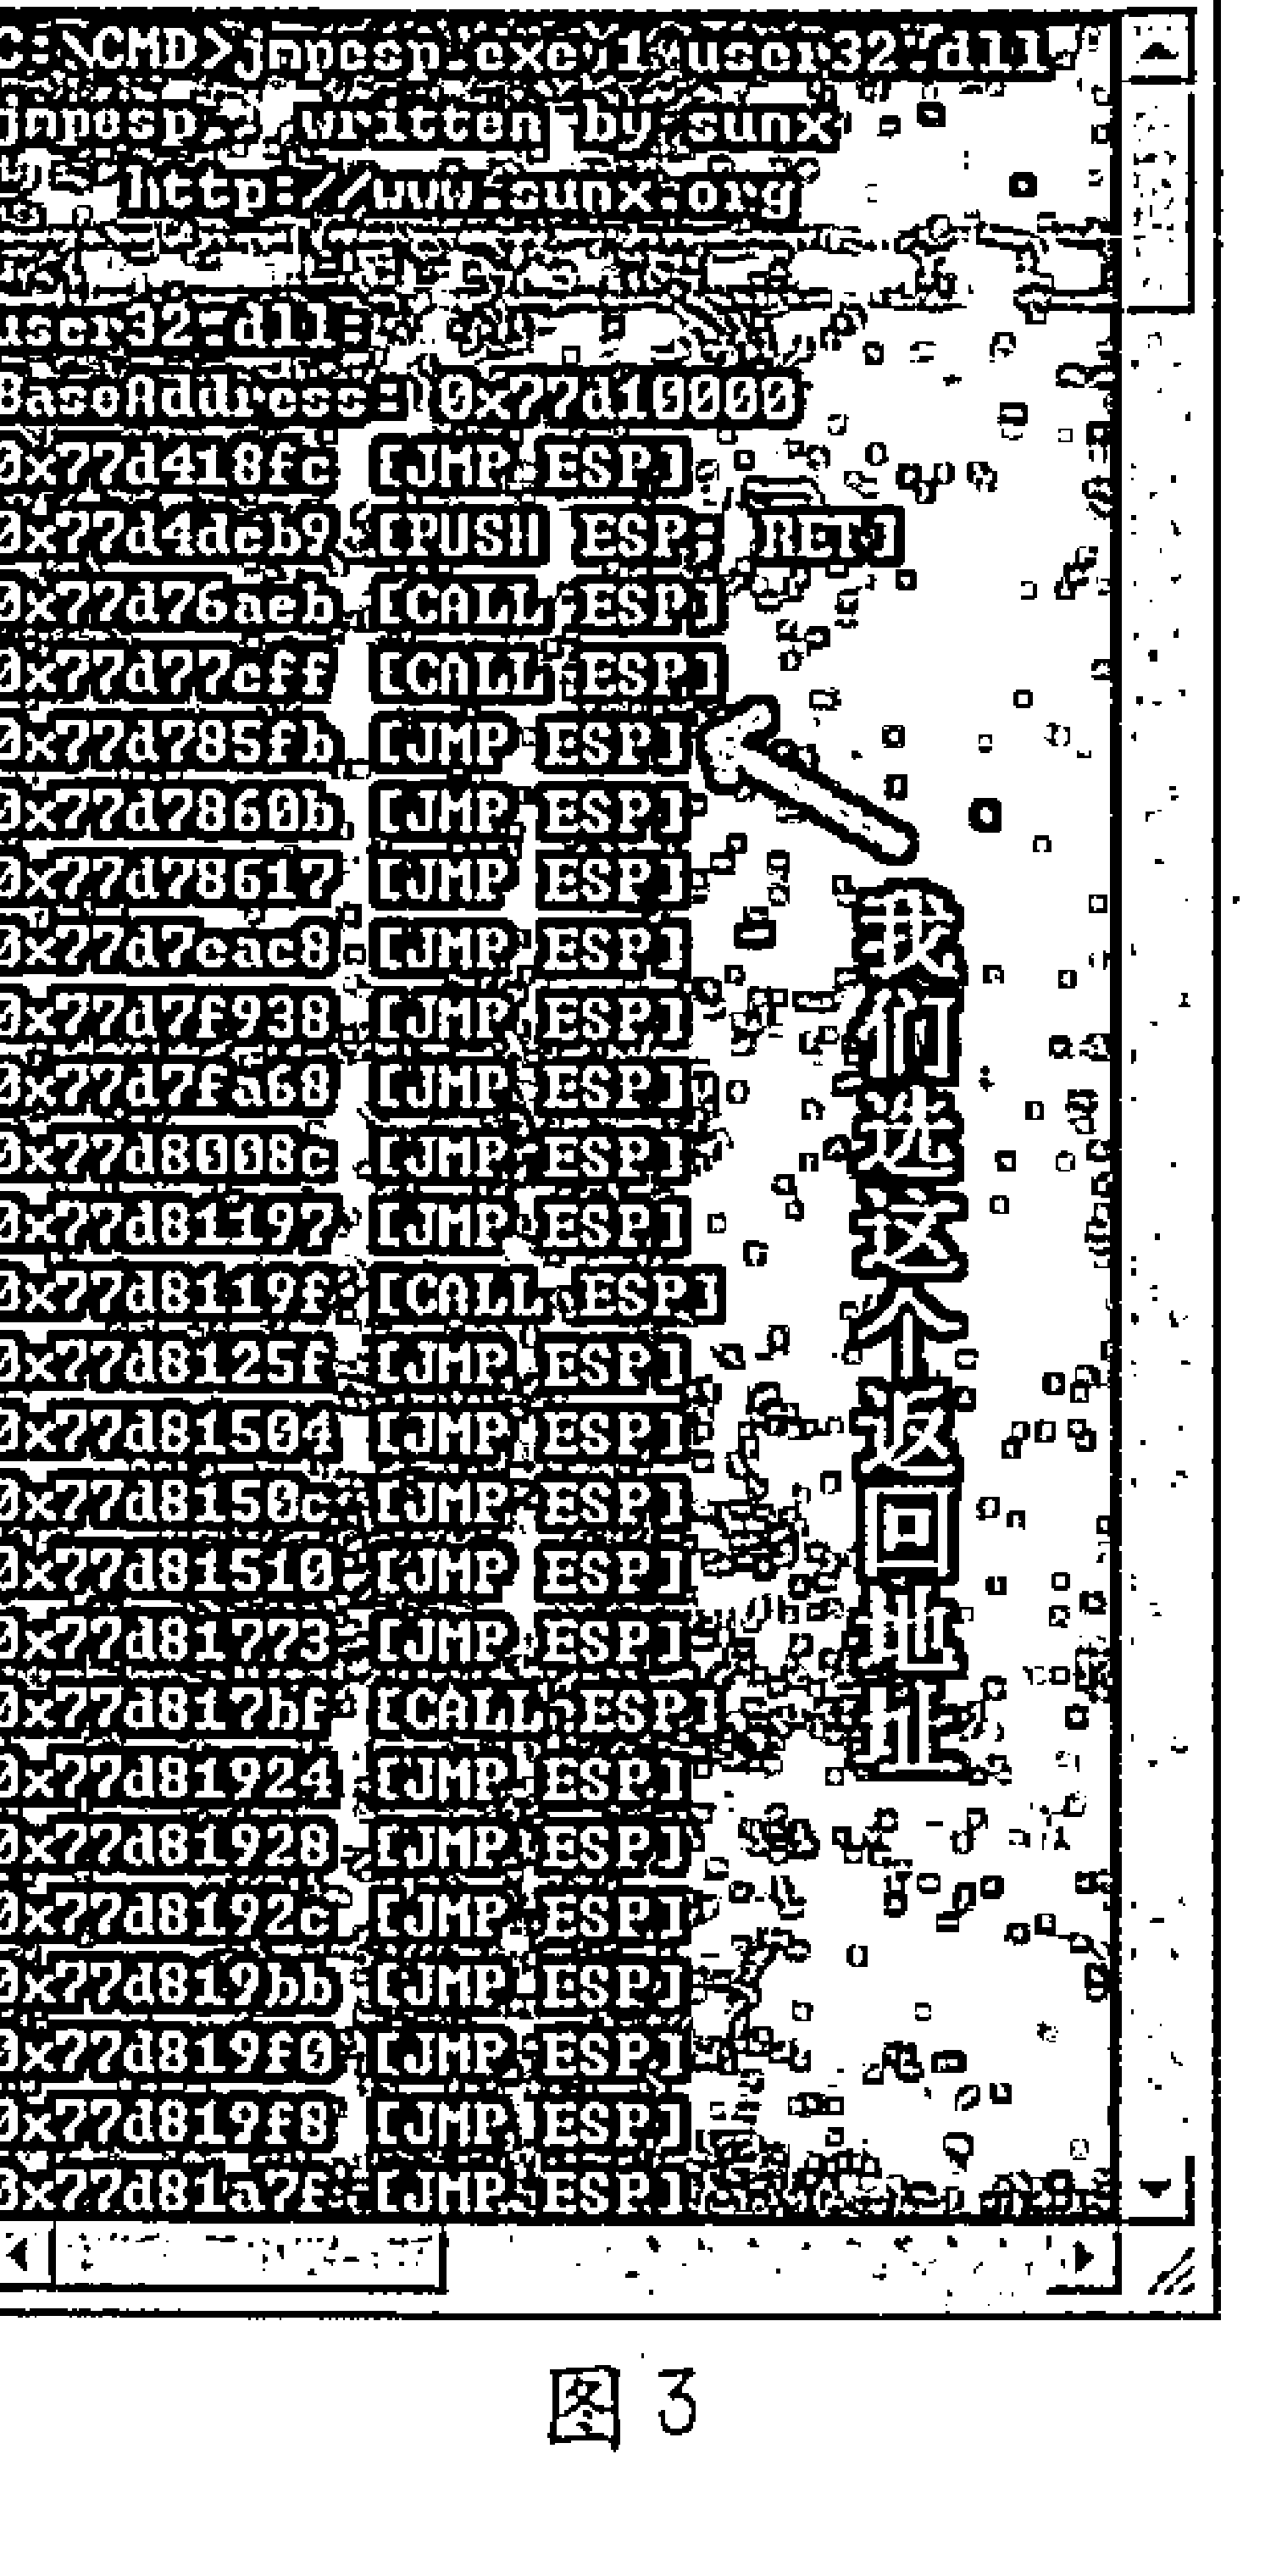 C:\CMD>jmpesp.exe 1 user32.dll
jmpesp written by sunx
http://www.sunx.org
user32.dll:
BaseAddress: 0x77d10000
0x77d418fc [JMP ESP]
0x77d4deb9 [PUSH ESP; RET]
0x77d76aeb [CALL ESP]
0x77d77cff [CALL ESP]
0x77d785fb [JMP ESP]
0x77d7860b [JMP ESP]
0x77d78617 [JMP ESP]
0x77d7eac8 [JMP ESP]
0x77d7f938 [JMP ESP]
0x77d7fa60 [JMP ESP]
0x77d8008c [JMP ESP]
0x77d81197 [JMP ESP]
0x77d8119f [CALL ESP]
0x77d8125f [JMP ESP]
0x77d81504 [JMP ESP]
0x77d8150c [JMP ESP]
0x77d81510 [JMP ESP]
0x77d81773 [JMP ESP]
0x77d817bf [CALL ESP]
0x77d81924 [JMP ESP]
0x77d81928 [JMP ESP]
0x77d8192c [JMP ESP]
0x77d819bb [JMP ESP]
0x77d819f0 [JMP ESP]
0x77d819f8 [JMP ESP]
0x77d81a7f [JMP ESP]
我们选这个返回地址
图 3